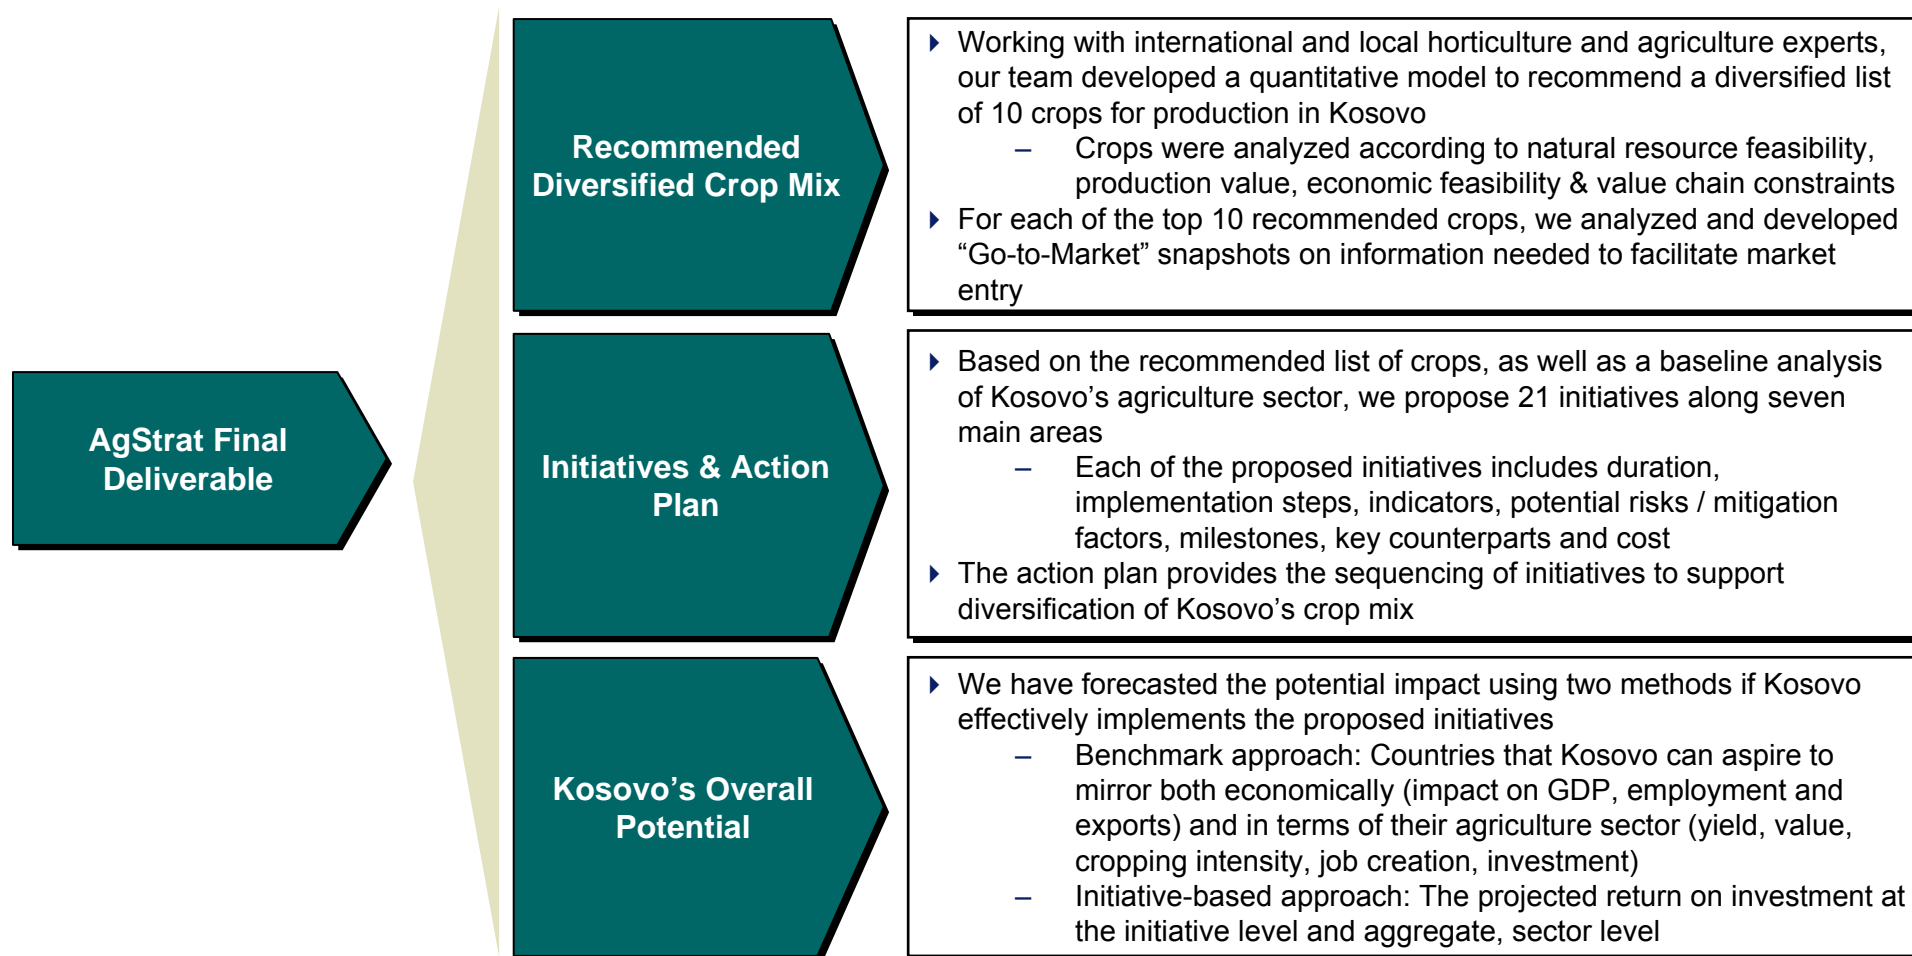 AgStrat Final
Deliverable
Recommended
Diversified Crop Mix
Working with international and local horticulture and agriculture experts,
our team developed a quantitative model to recommend a diversified list
of 10 crops for production in Kosovo
– Crops were analyzed according to natural resource feasibility,
production value, economic feasibility & value chain constraints
For each of the top 10 recommended crops, we analyzed and developed
“Go-to-Market” snapshots on information needed to facilitate market
entry
Initiatives & Action
Plan
Based on the recommended list of crops, as well as a baseline analysis
of Kosovo’s agriculture sector, we propose 21 initiatives along seven
main areas
– Each of the proposed initiatives includes duration,
implementation steps, indicators, potential risks / mitigation
factors, milestones, key counterparts and cost
The action plan provides the sequencing of initiatives to support
diversification of Kosovo’s crop mix
Kosovo’s Overall
Potential
We have forecasted the potential impact using two methods if Kosovo
effectively implements the proposed initiatives
– Benchmark approach: Countries that Kosovo can aspire to
mirror both economically (impact on GDP, employment and
exports) and in terms of their agriculture sector (yield, value,
cropping intensity, job creation, investment)
– Initiative-based approach: The projected return on investment at
the initiative level and aggregate, sector level